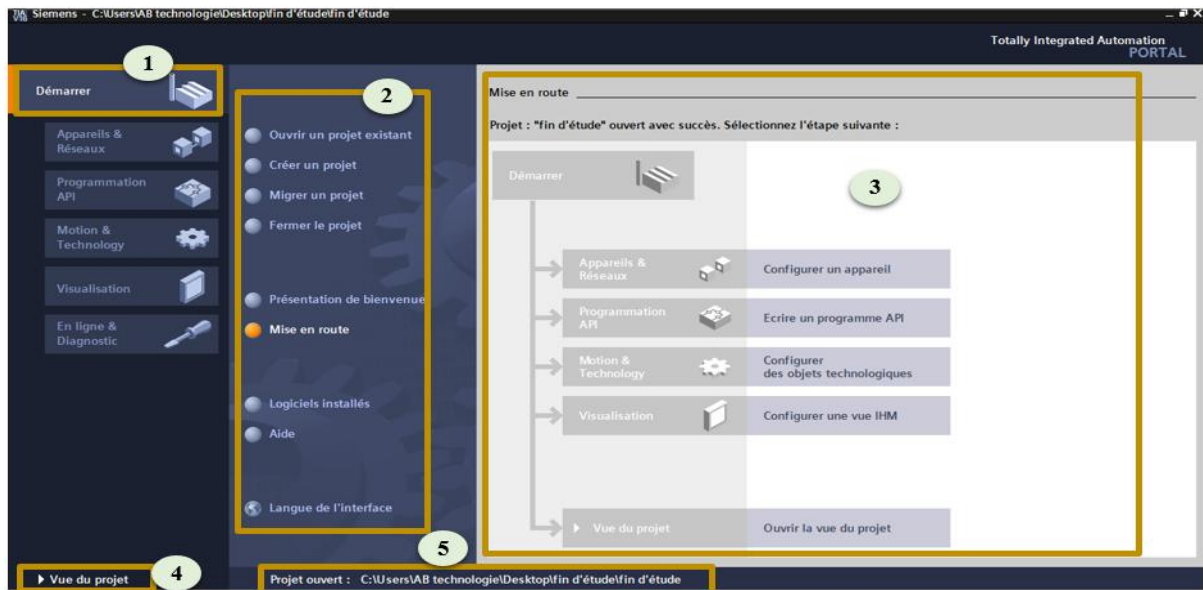 Siemens - C:\Users\AB technologie\Desktop\fin d'étude\fin d'étude
Totally Integrated Automation
PORTAL
1
Démarrer
Appareils &
Réseaux
Programmation
API
Motion &
Technology
Visualisation
En ligne &
Diagnostic
2
Ouvrir un projet existant
Créer un projet
Migrer un projet
Fermer le projet
Présentation de bienvenue
Mise en route
Logiciels installés
Aide
Langue de l'interface
Mise en route
Projet : "fin d'étude" ouvert avec succès. Sélectionnez l'étape suivante :
3
Démarrer
Appareils &
Réseaux
Configurer un appareil
Programmation
API
Ecrire un programme API
Motion &
Technology
Configurer
des objets technologiques
Visualisation
Configurer une vue IHM
Vue du projet
Ouvrir la vue du projet
4
Vue du projet
5
Projet ouvert : C:\Users\AB technologie\Desktop\fin d'étude\fin d'étude